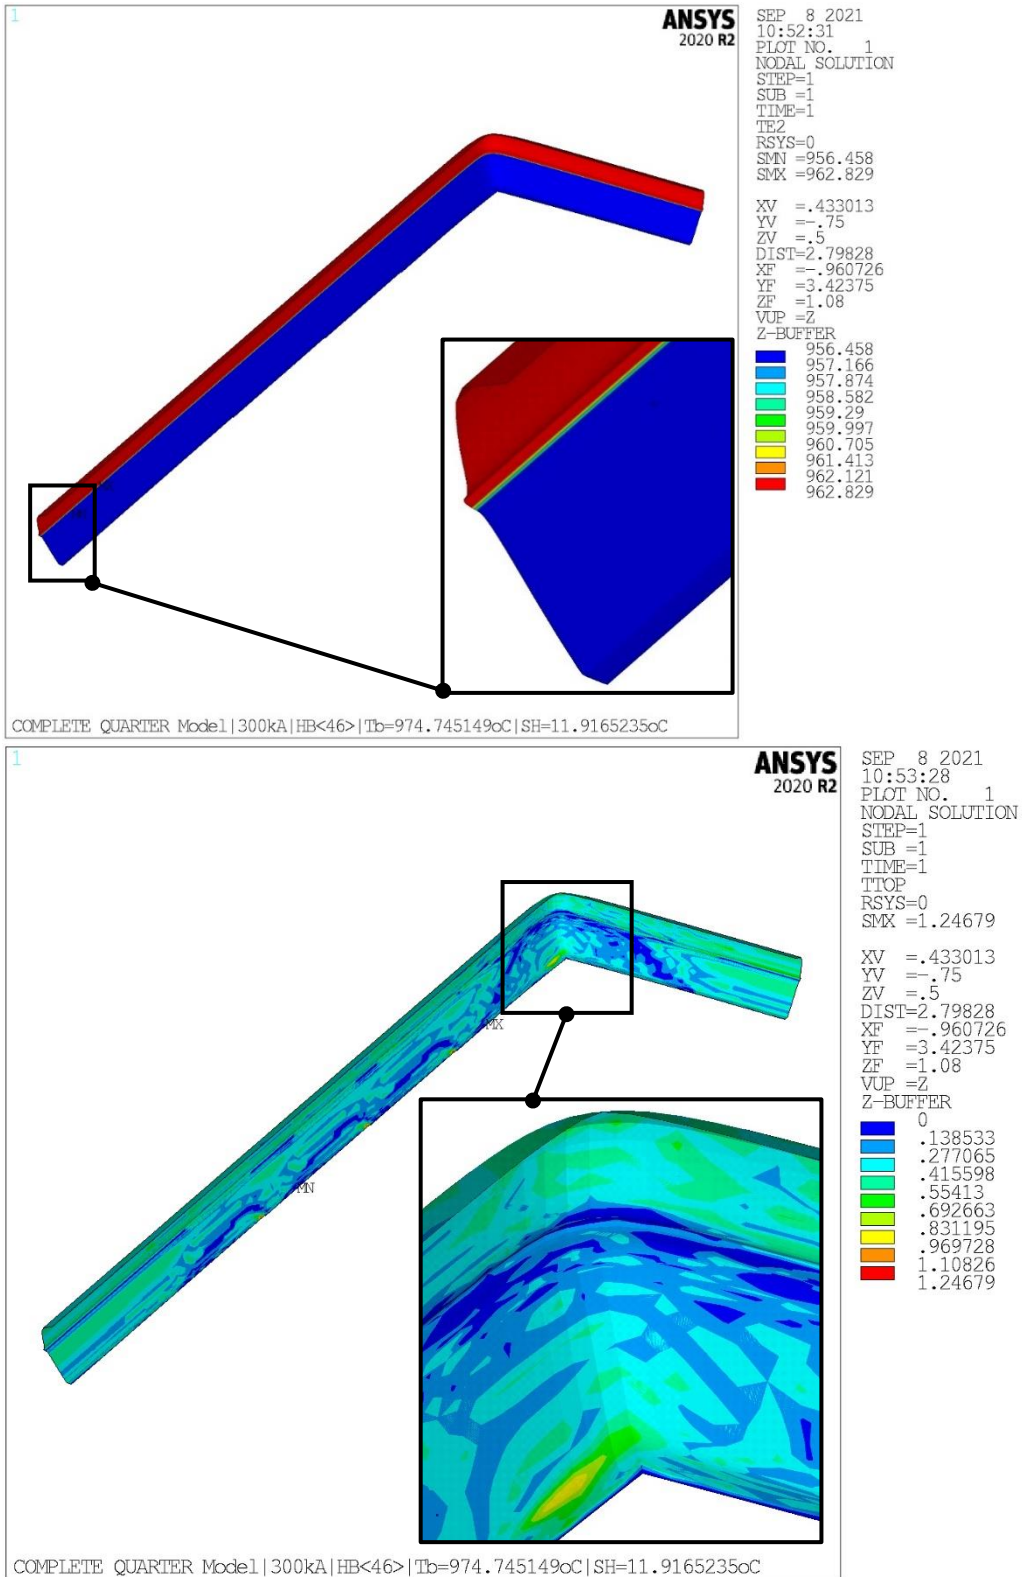 1
ANSYS
2020 R2
SEP 8 2021
10:52:31
PLOT NO. 1
NODAL SOLUTION
STEP=1
SUB =1
TIME=1
TE2
RSYS=0
SMN =956.458
SMX =962.829
XV =.433013
YV =-.75
ZV =.5
DIST=2.79828
XF =-.960726
YF =3.42375
ZF =1.08
VUP =Z
Z-BUFFER
956.458
957.166
957.874
958.582
959.29
959.997
960.705
961.413
962.121
962.829
COMPLETE QUARTER Model|300kA|HB<46>|Tb=974.745149oC|SH=11.9165235oC
1
ANSYS
2020 R2
SEP 8 2021
10:53:28
PLOT NO. 1
NODAL SOLUTION
STEP=1
SUB =1
TIME=1
TTOP
RSYS=0
SMX =1.24679
XV =.433013
YV =-.75
ZV =.5
DIST=2.79828
XF =-.960726
YF =3.42375
ZF =1.08
VUP =Z
Z-BUFFER
0
.138533
.277065
.415598
.55413
.692663
.831195
.969728
1.10826
1.24679
MX
MN
COMPLETE QUARTER Model|300kA|HB<46>|Tb=974.745149oC|SH=11.9165235oC